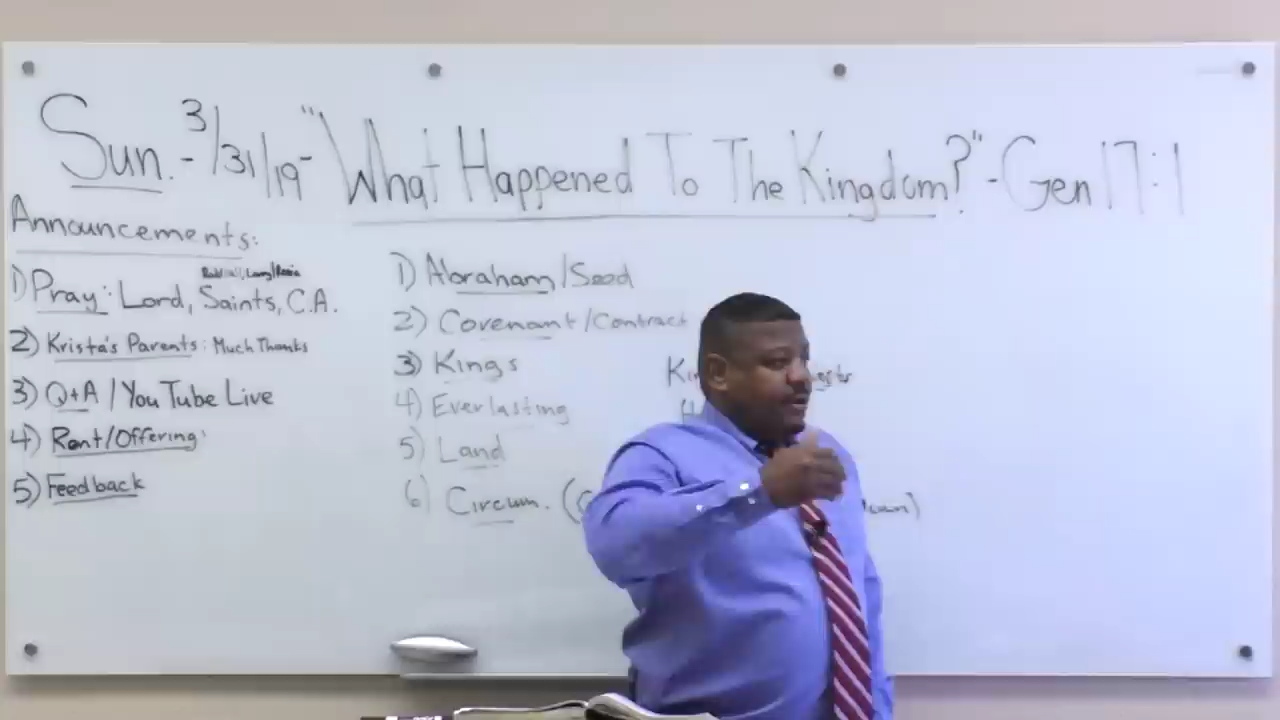 Sun. - 3/31/19 - "What Happened To The Kingdom?" - Gen 17:1
Announcements:
1) Pray: Lord, Saints, C.A.
2) Krista's Parents: Much Thanks
3) Q+A / YouTube Live
4) Rent/Offering:
5) Feedback
1) Abraham/Seed
2) Covenant/Contract
3) Kings
4) Everlasting
5) Land
6) Circum. (